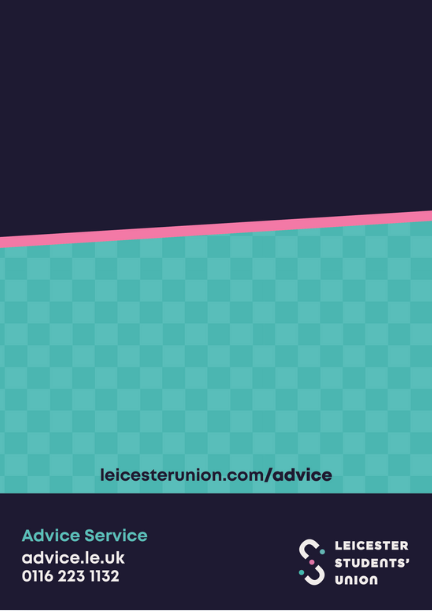 leicesterunion.com/advice
Advice Service
advice.le.uk
0116 223 1132
LEICESTER
STUDENTS'
UNION